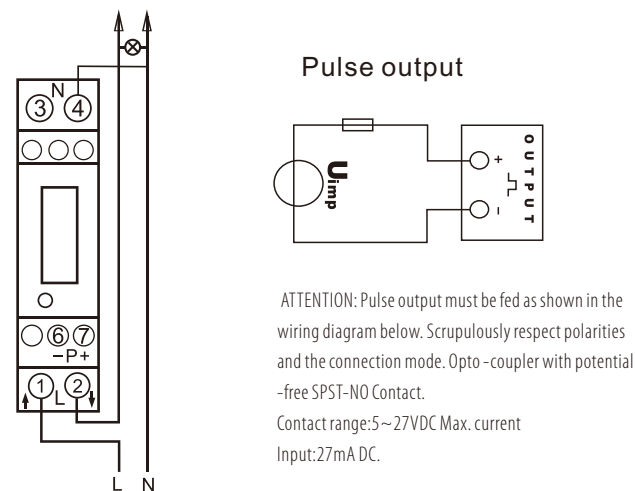 N
3 4
6 7
-P+
1 L 2
L N
Pulse output
Uimp
+
-
OUTPUT
ATTENTION: Pulse output must be fed as shown in the
wiring diagram below. Scrupulously respect polarities
and the connection mode. Opto -coupler with potential
-free SPST-NO Contact.
Contact range:5~27VDC Max. current
Input:27mA DC.